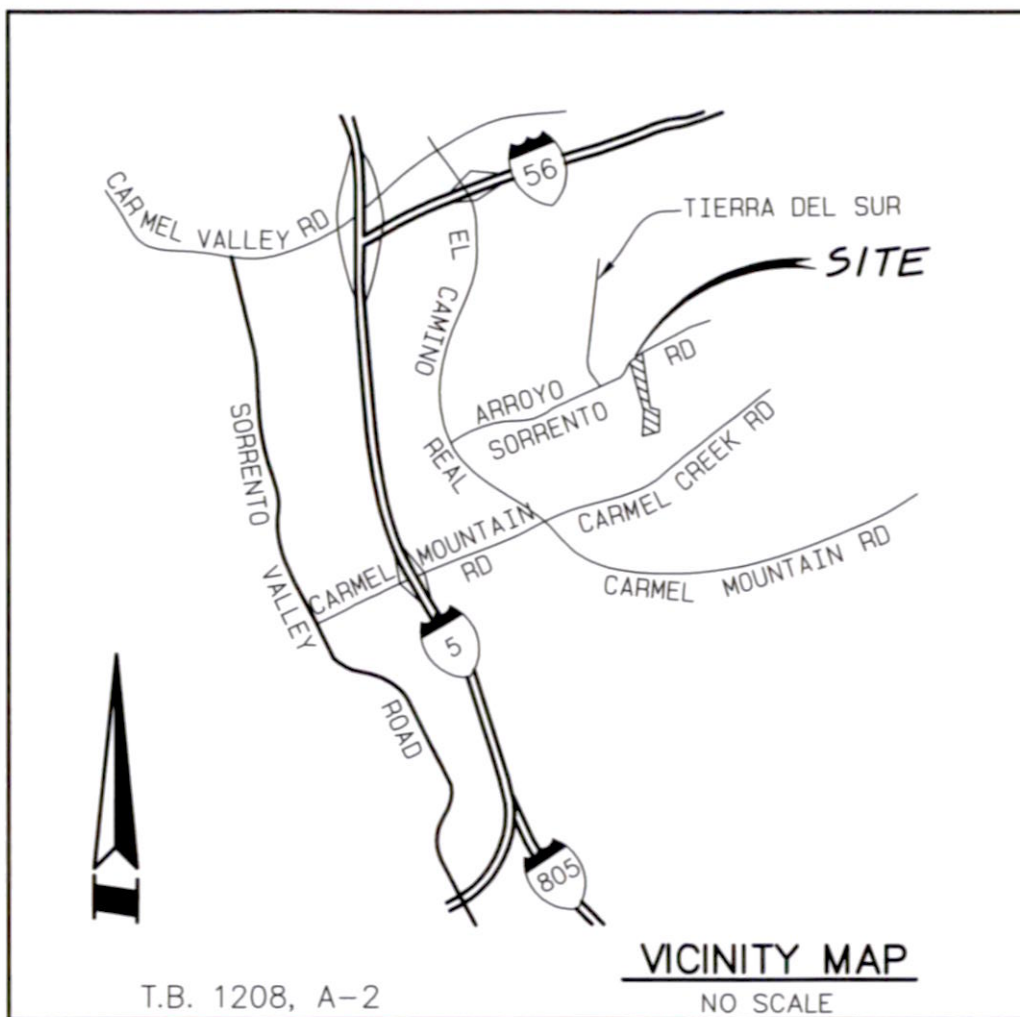 56
CARMEL VALLEY RD
TIERRA DEL SUR
EL CAMINO REAL
SITE
ARROYO SORRENTO RD
SORRENTO VALLEY ROAD
CARMEL MOUNTAIN RD
CARMEL CREEK RD
CARMEL MOUNTAIN RD
5
805
VICINITY MAP
NO SCALE
T.B. 1208, A-2